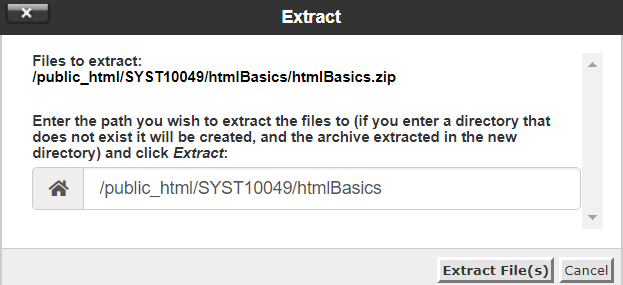 Extract
Files to extract:
/public_html/SYST10049/htmlBasics/htmlBasics.zip
Enter the path you wish to extract the files to (if you enter a directory that
does not exist it will be created, and the archive extracted in the new
directory) and click Extract:
/public_html/SYST10049/htmlBasics
Extract File(s) Cancel